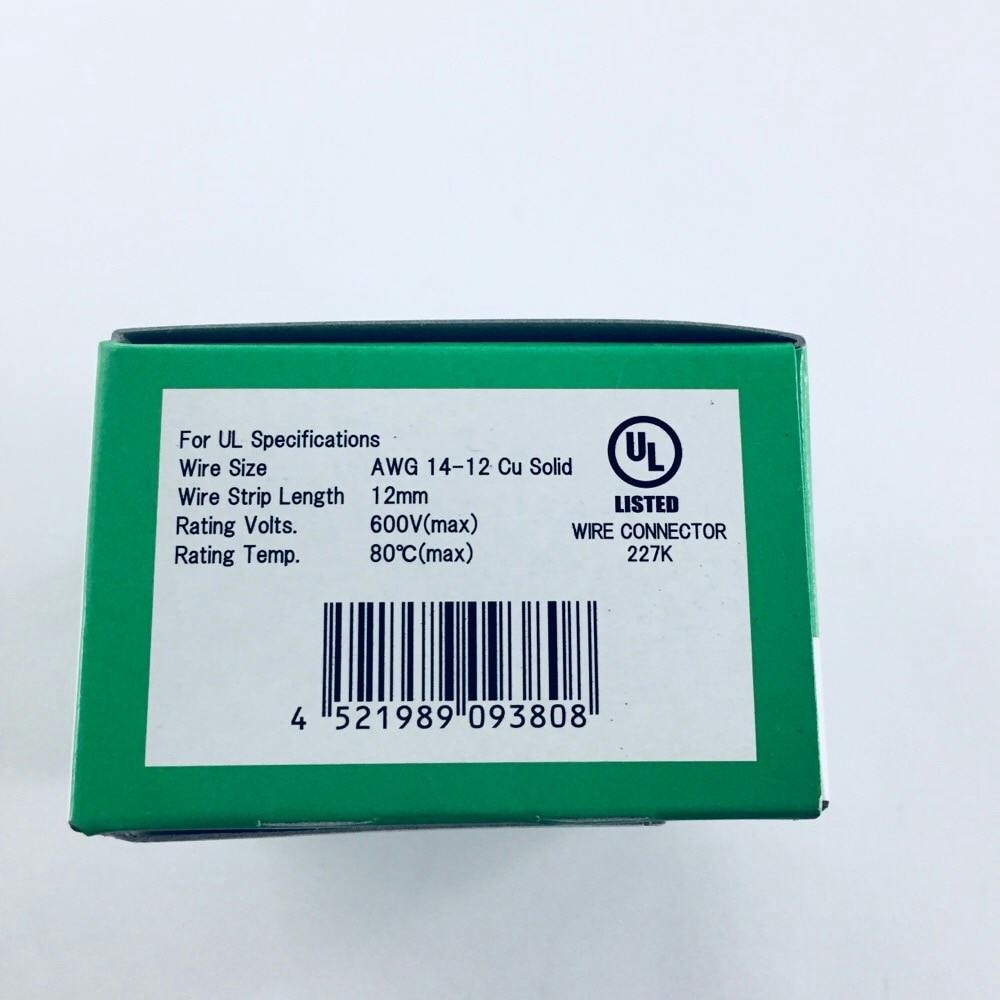 For UL Specifications
Wire Size AWG 14-12 Cu Solid
Wire Strip Length 12mm
Rating Volts. 600V(max)
Rating Temp. 80℃(max)
UL
LISTED
WIRE CONNECTOR
227K
4 521989 093808